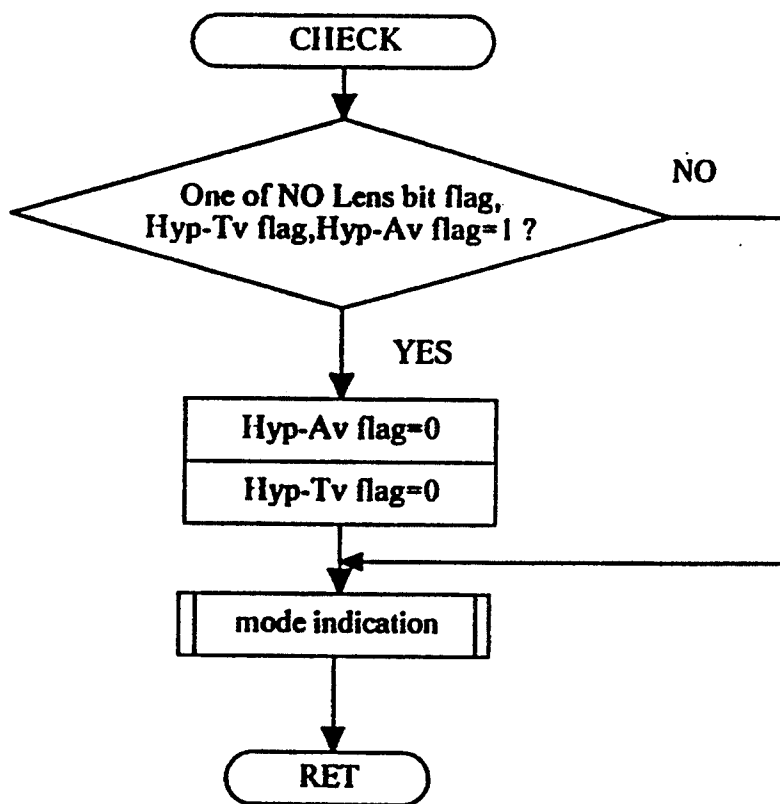 CHECK
One of NO Lens bit flag,
Hyp-Tv flag,Hyp-Av flag=1 ?
NO
YES
Hyp-Av flag=0
Hyp-Tv flag=0
mode indication
RET